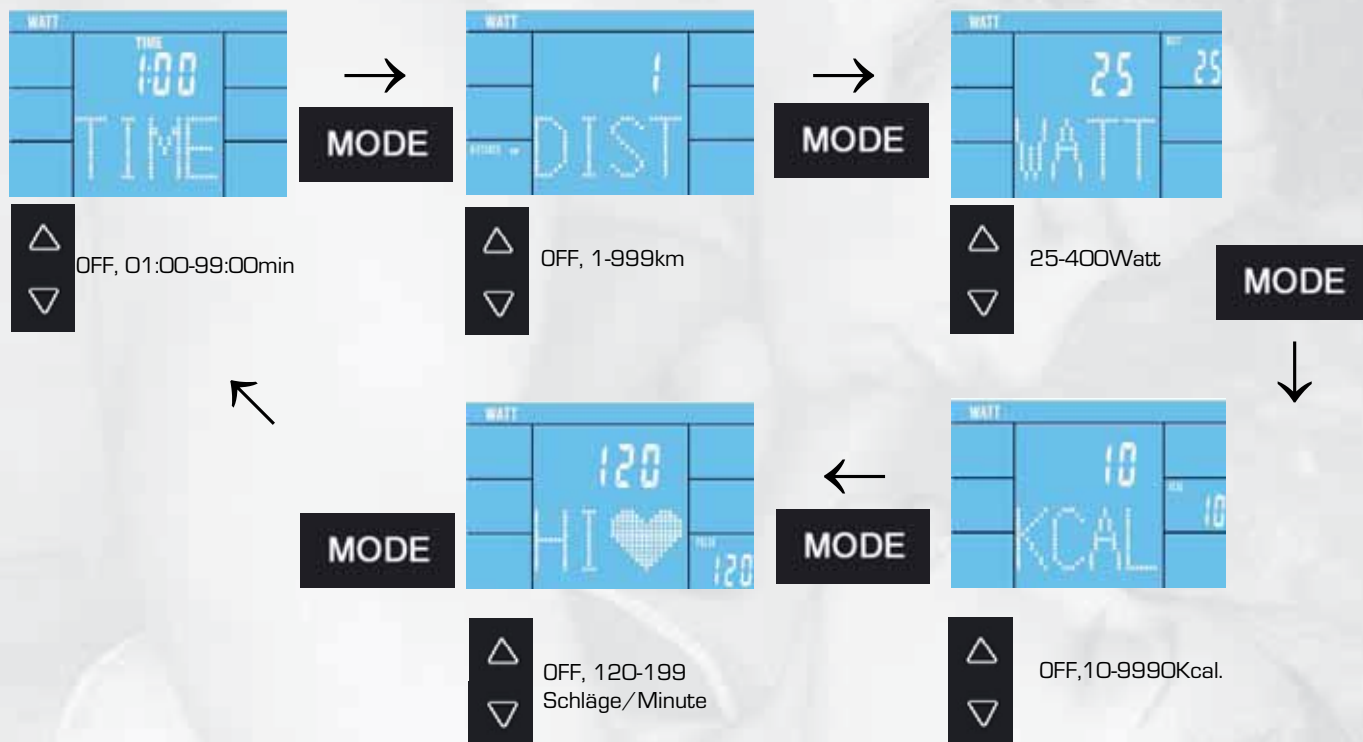 WATT
TIME
1:00
TIME
MODE
OFF, 01:00-99:00min
WATT
1
DIST
MODE
OFF, 1-999km
WATT
25
25
WATT
25-400Watt
MODE
WATT
10
10
KCAL
OFF,10-9990Kcal.
MODE
WATT
120
HI
PULSE
120
OFF, 120-199
Schläge/Minute
MODE